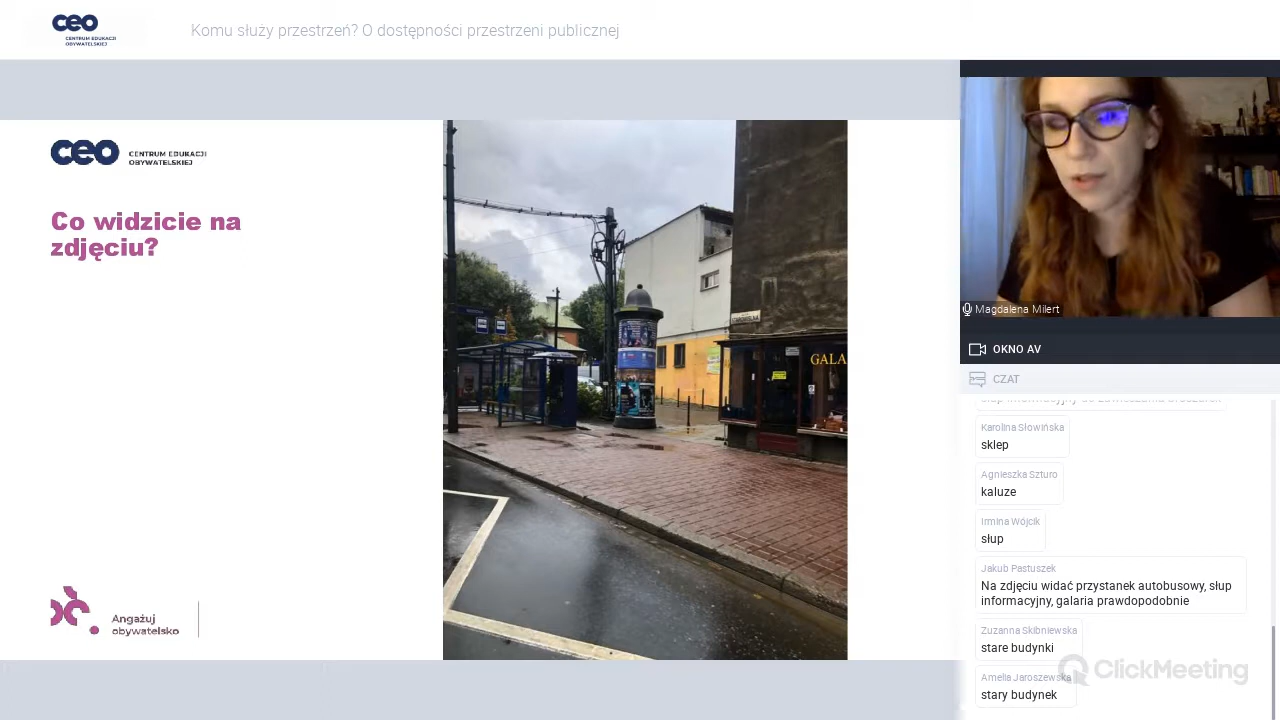 ceo
CENTRUM EDUKACJI
OBYWATELSKIEJ
Komu służy przestrzeń? O dostępności przestrzeni publicznej
ceo
CENTRUM EDUKACJI
OBYWATELSKIEJ
Co widzicie na
zdjęciu?
GALA
Angażuj
obywatelsko
Magdalena Milert
OKNO AV
CZAT
Karolina Słowińska
sklep
Agnieszka Szturo
kaluze
Irmina Wójcik
słup
Jakub Pastuszek
Na zdjęciu widać przystanek autobusowy, słup
informacyjny, galaria prawdopodobnie
Zuzanna Skibniewska
stare budynki
Amelia Jaroszewska
stary budynek
ClickMeeting